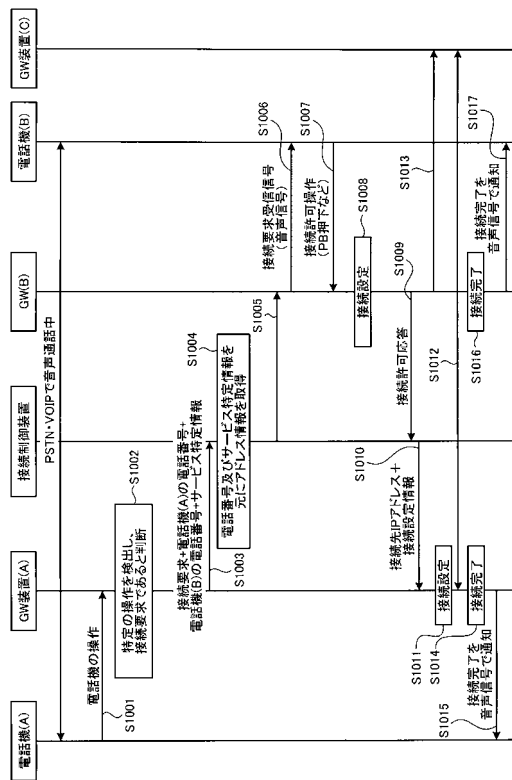 電話機(A)
GW装置(A)
接続制御装置
GW(B)
電話機(B)
GW装置(C)
PSTN・VOIPで音声通話中
電話機の操作
S1001
特定の操作を検出し、
接続要求であると判断
S1002
接続要求+電話機(A)の電話番号+
電話機(B)の電話番号+サービス特定情報
S1003
電話番号及びサービス特定情報を
元にアドレス情報を取得
S1004
S1005
接続要求受信信号
(音声信号)
S1006
接続許可操作
(PB押下など)
S1007
接続設定
S1008
接続許可応答
S1009
S1010
接続先IPアドレス+
接続設定情報
接続設定
S1011
S1013
S1012
接続完了
S1014
接続完了
S1016
接続完了を
音声信号で通知
S1015
接続完了を
音声信号で通知
S1017